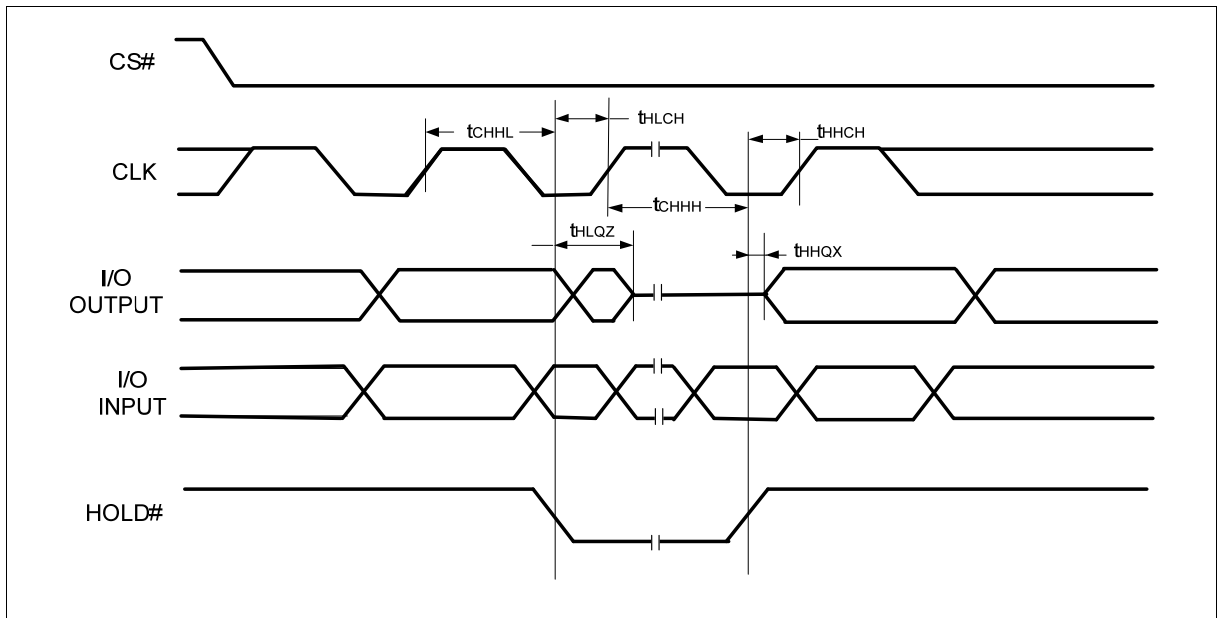 CS#
tCHHL
tHLCH
tHHCH
CLK
tCHHH
tHLQZ
tHHQX
I/O
OUTPUT
I/O
INPUT
HOLD#